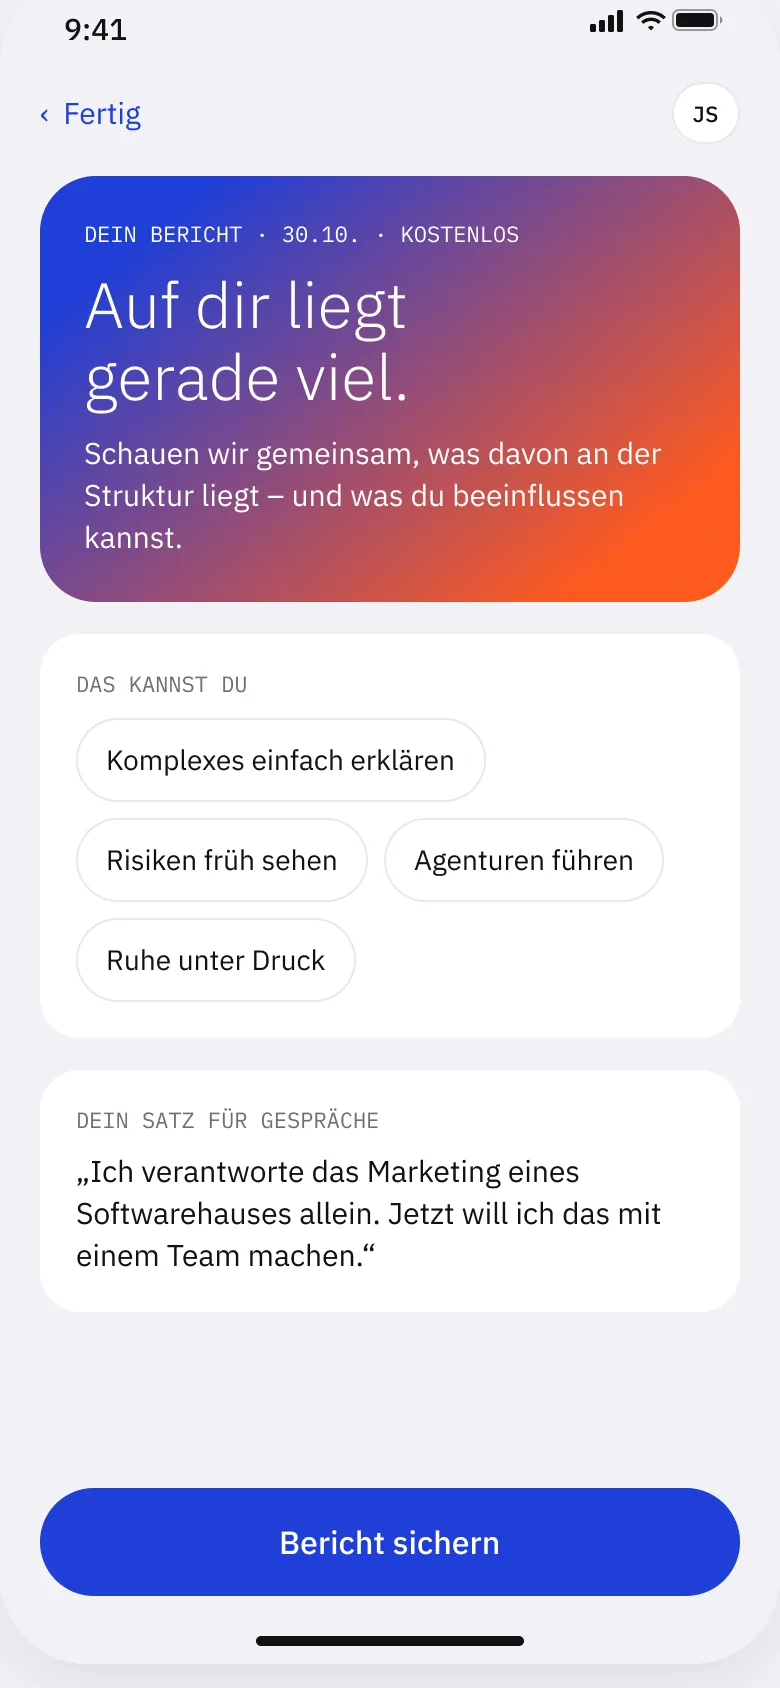 9:41
‹ Fertig
JS
DEIN BERICHT · 30.10. · KOSTENLOS
Auf dir liegt
gerade viel.
Schauen wir gemeinsam, was davon an der
Struktur liegt – und was du beeinflussen
kannst.
DAS KANNST DU
Komplexes einfach erklären
Risiken früh sehen
Agenturen führen
Ruhe unter Druck
DEIN SATZ FÜR GESPRÄCHE
„Ich verantworte das Marketing eines
Softwarehauses allein. Jetzt will ich das mit
einem Team machen.“
Bericht sichern